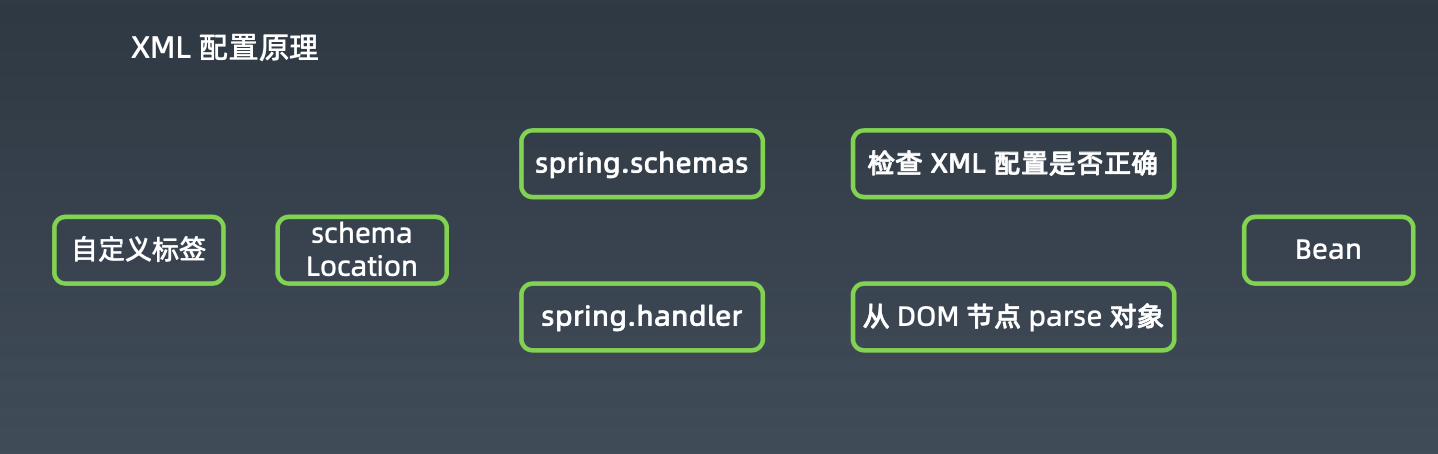 XML 配置原理
自定义标签
schema
Location
spring.schemas
检查 XML 配置是否正确
spring.handler
从 DOM 节点 parse 对象
Bean